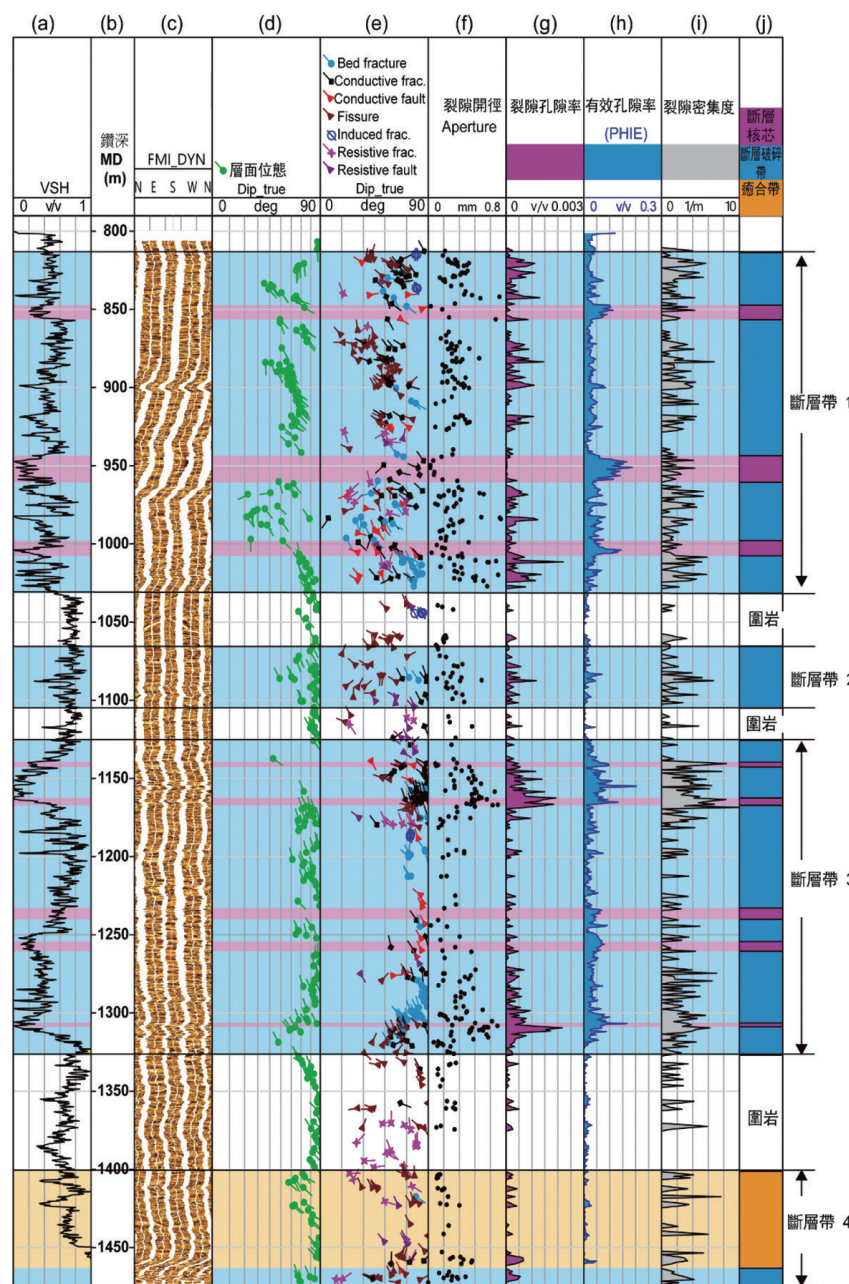 (a) (b) (c) (d) (e) (f) (g) (h) (i) (j)
Bed fracture
Conductive frac.
Conductive fault
Fissure
Induced frac.
Resistive frac.
Resistive fault
鑽深
MD
(m)
VSH
0 v/v 1
FMI_DYN
N E S W N
層面位態
Dip_true
0 deg 90
Dip_true
0 deg 90
裂隙開徑
Aperture
0 mm 0.8
裂隙孔隙率
0 v/v 0.003
有效孔隙率
(PHIE)
0 v/v 0.3
裂隙密集度
0 1/m 10
斷層
核芯
斷層破碎
帶
癒合帶
800
850
900
斷層帶 1
950
1000
1050
圍岩
斷層帶 2
1100
圍岩
1150
1200
斷層帶 3
1250
1300
1350
圍岩
1400
斷層帶 4
1450